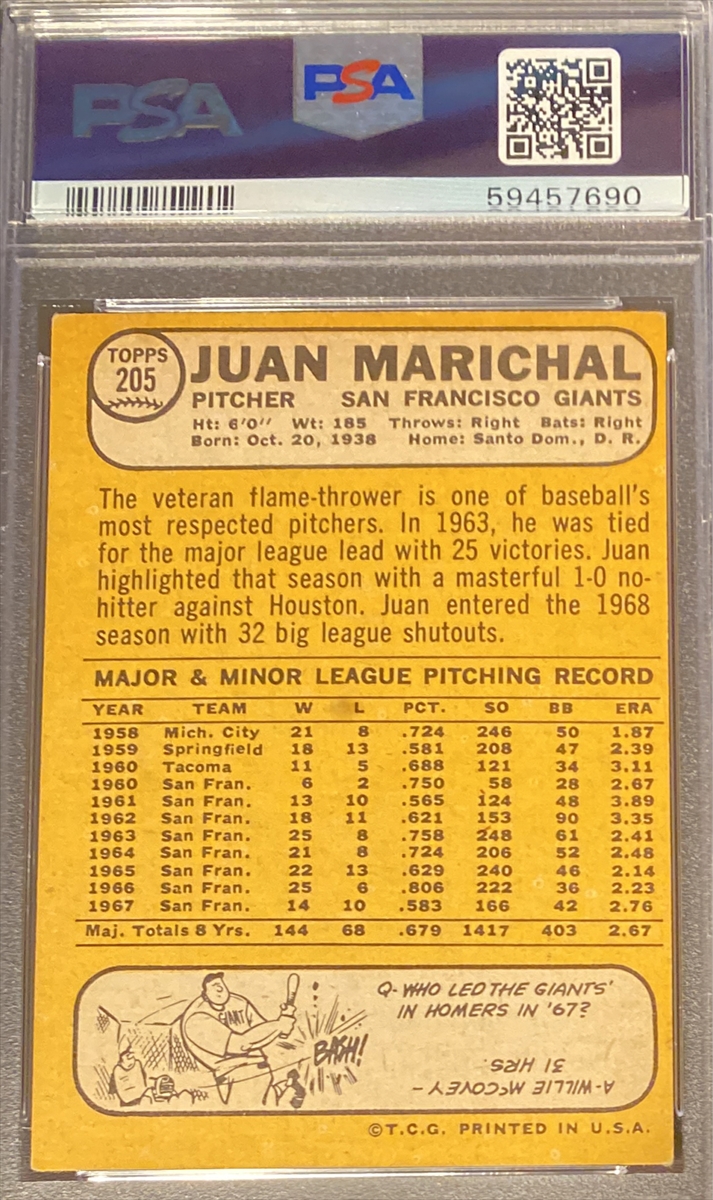 PSA
PSA
59457690
TOPPS
205
JUAN MARICHAL
PITCHER SAN FRANCISCO GIANTS
Ht: 6'0" Wt: 185 Throws: Right Bats: Right
Born: Oct. 20, 1938 Home: Santo Dom., D. R.
The veteran flame-thrower is one of baseball's
most respected pitchers. In 1963, he was tied
for the major league lead with 25 victories. Juan
highlighted that season with a masterful 1-0 no-
hitter against Houston. Juan entered the 1968
season with 32 big league shutouts.
MAJOR & MINOR LEAGUE PITCHING RECORD
YEAR TEAM W L PCT. SO BB ERA
1958 Mich. City 21 8 .724 246 50 1.87
1959 Springfield 18 13 .581 208 47 2.39
1960 Tacoma 11 5 .688 121 34 3.11
1960 San Fran. 6 2 .750 58 28 2.67
1961 San Fran. 13 10 .565 124 48 3.89
1962 San Fran. 18 11 .621 153 90 3.35
1963 San Fran. 25 8 .758 248 61 2.41
1964 San Fran. 21 8 .724 206 52 2.48
1965 San Fran. 22 13 .629 240 46 2.14
1966 San Fran. 25 6 .806 222 36 2.23
1967 San Fran. 14 10 .583 166 42 2.76
Maj. Totals 8 Yrs. 144 68 .679 1417 403 2.67
GIANTS
BASH!
Q- WHO LED THE GIANTS'
IN HOMERS IN '67?
A-WILLIE McCOVEY –
31 HRS.
©T.C.G. PRINTED IN U.S.A.